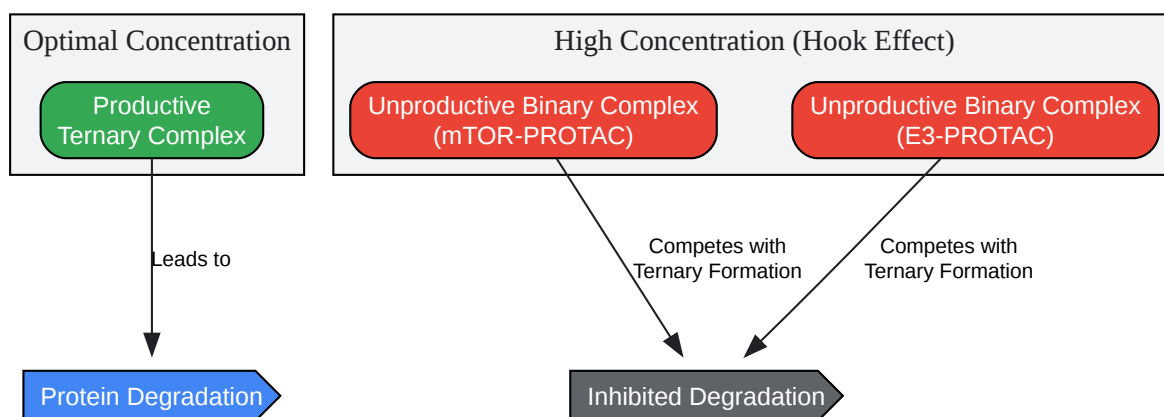 Optimal Concentration
Productive
Ternary Complex
Leads to
Protein Degradation
High Concentration (Hook Effect)
Unproductive Binary Complex
(mTOR-PROTAC)
Unproductive Binary Complex
(E3-PROTAC)
Competes with
Ternary Formation
Competes with
Ternary Formation
Inhibited Degradation